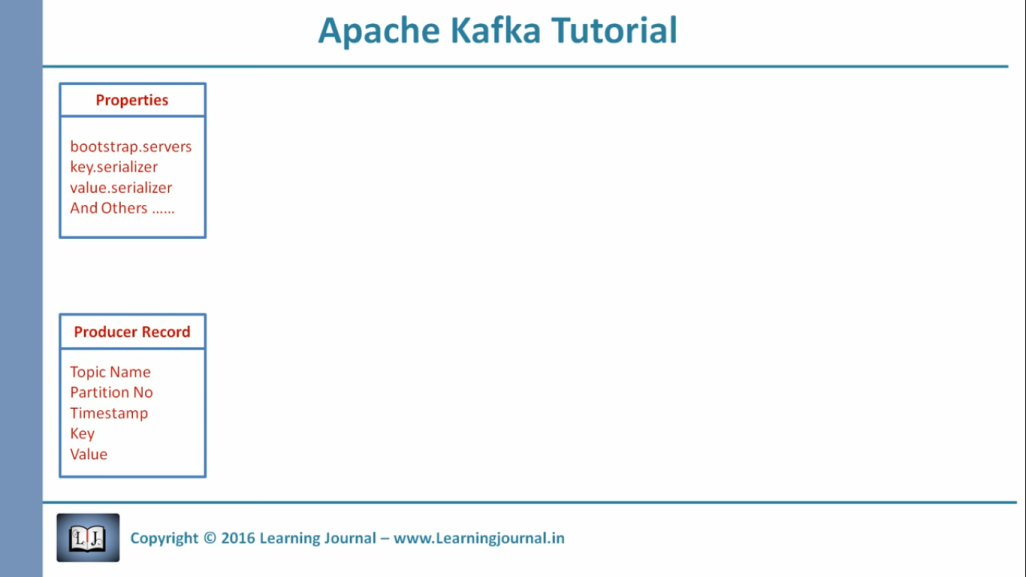 Apache Kafka Tutorial
Properties
bootstrap.servers
key.serializer
value.serializer
And Others ......
Producer Record
Topic Name
Partition No
Timestamp
Key
Value
L J
Copyright © 2016 Learning Journal – www.Learningjournal.in